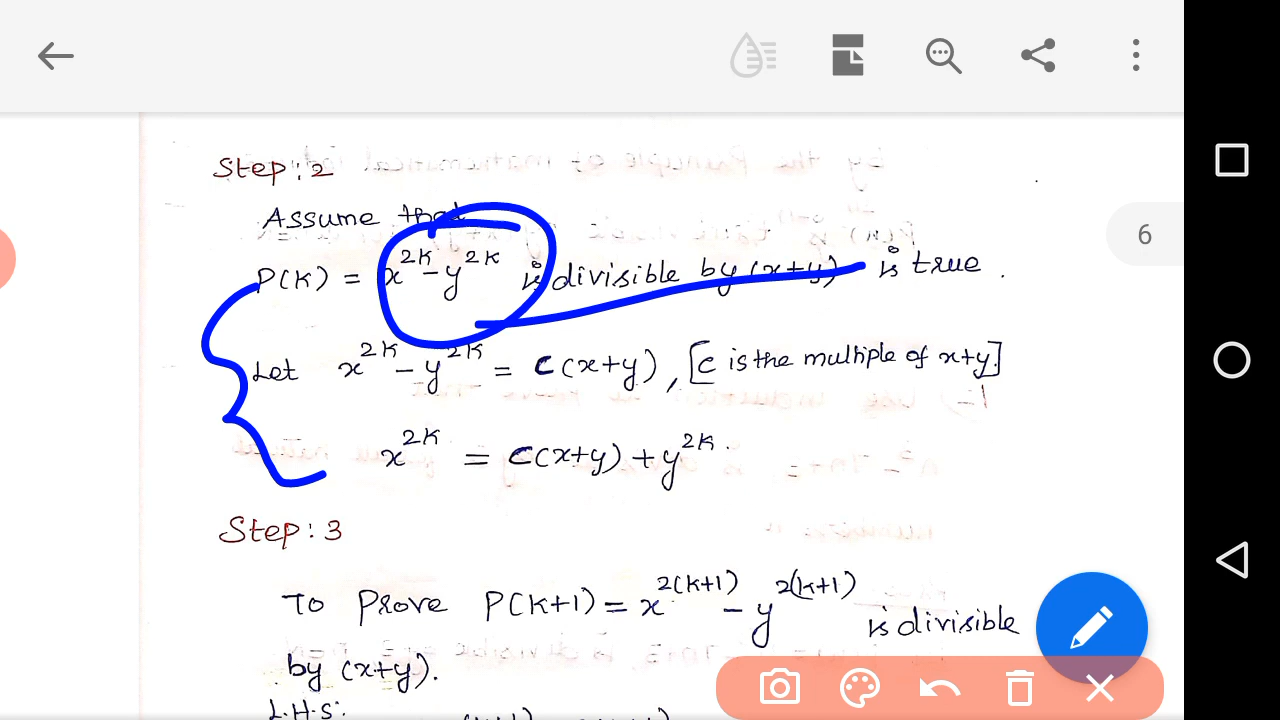 6
Step: 2
Assume that
P(K) = x^2K - y^2K is divisible by (x+y) is true.
Let x^2K - y^2K = C(x+y), [C is the multiple of x+y]
x^2K = C(x+y) + y^2K.
Step: 3
To Prove P(K+1) = x^2(K+1) - y^2(K+1) is divisible
by (x+y).
L.H.S: